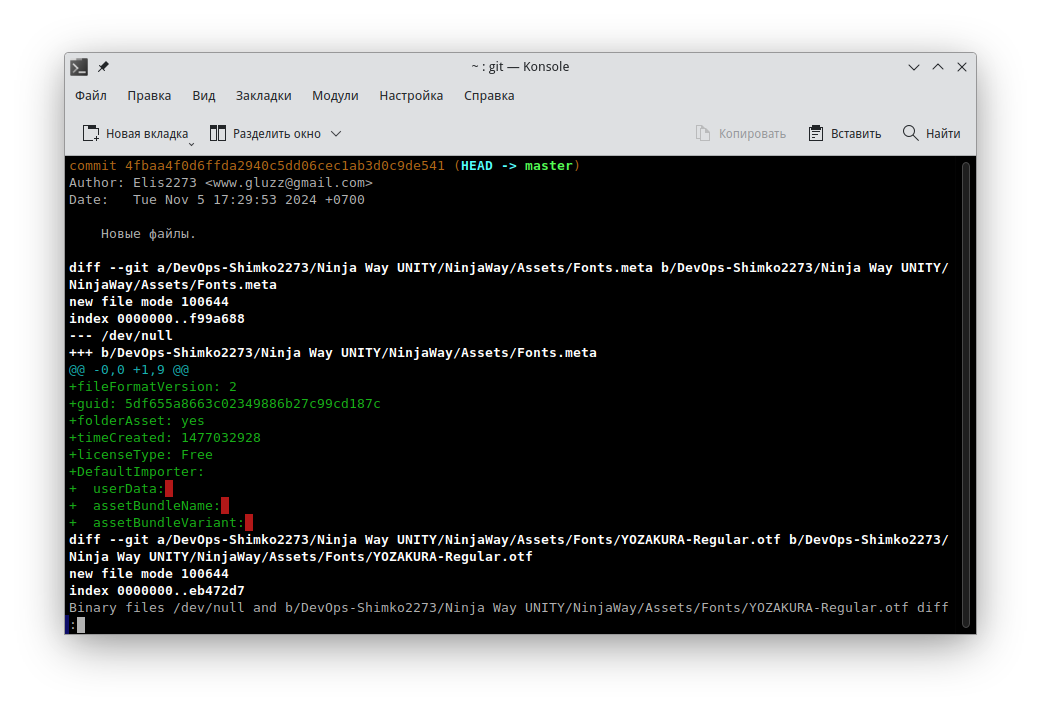 ~ : git — Konsole
Файл Правка Вид Закладки Модули Настройка Справка
Новая вкладка Разделить окно Копировать Вставить Найти
commit 4fbaa4f0d6ffda2940c5dd06cec1ab3d0c9de541 (HEAD -> master)
Author: Elis2273 <www.gluzz@gmail.com>
Date:   Tue Nov 5 17:29:53 2024 +0700
    Новые файлы.
diff --git a/DevOps-Shimko2273/Ninja Way UNITY/NinjaWay/Assets/Fonts.meta b/DevOps-Shimko2273/Ninja Way UNITY/
NinjaWay/Assets/Fonts.meta
new file mode 100644
index 0000000..f99a688
--- /dev/null
+++ b/DevOps-Shimko2273/Ninja Way UNITY/NinjaWay/Assets/Fonts.meta
@@ -0,0 +1,9 @@
+fileFormatVersion: 2
+guid: 5df655a8663c02349886b27c99cd187c
+folderAsset: yes
+timeCreated: 1477032928
+licenseType: Free
+DefaultImporter:
+  userData:
+  assetBundleName:
+  assetBundleVariant:
diff --git a/DevOps-Shimko2273/Ninja Way UNITY/NinjaWay/Assets/Fonts/YOZAKURA-Regular.otf b/DevOps-Shimko2273/
Ninja Way UNITY/NinjaWay/Assets/Fonts/YOZAKURA-Regular.otf
new file mode 100644
index 0000000..eb472d7
Binary files /dev/null and b/DevOps-Shimko2273/Ninja Way UNITY/NinjaWay/Assets/Fonts/YOZAKURA-Regular.otf diff
: